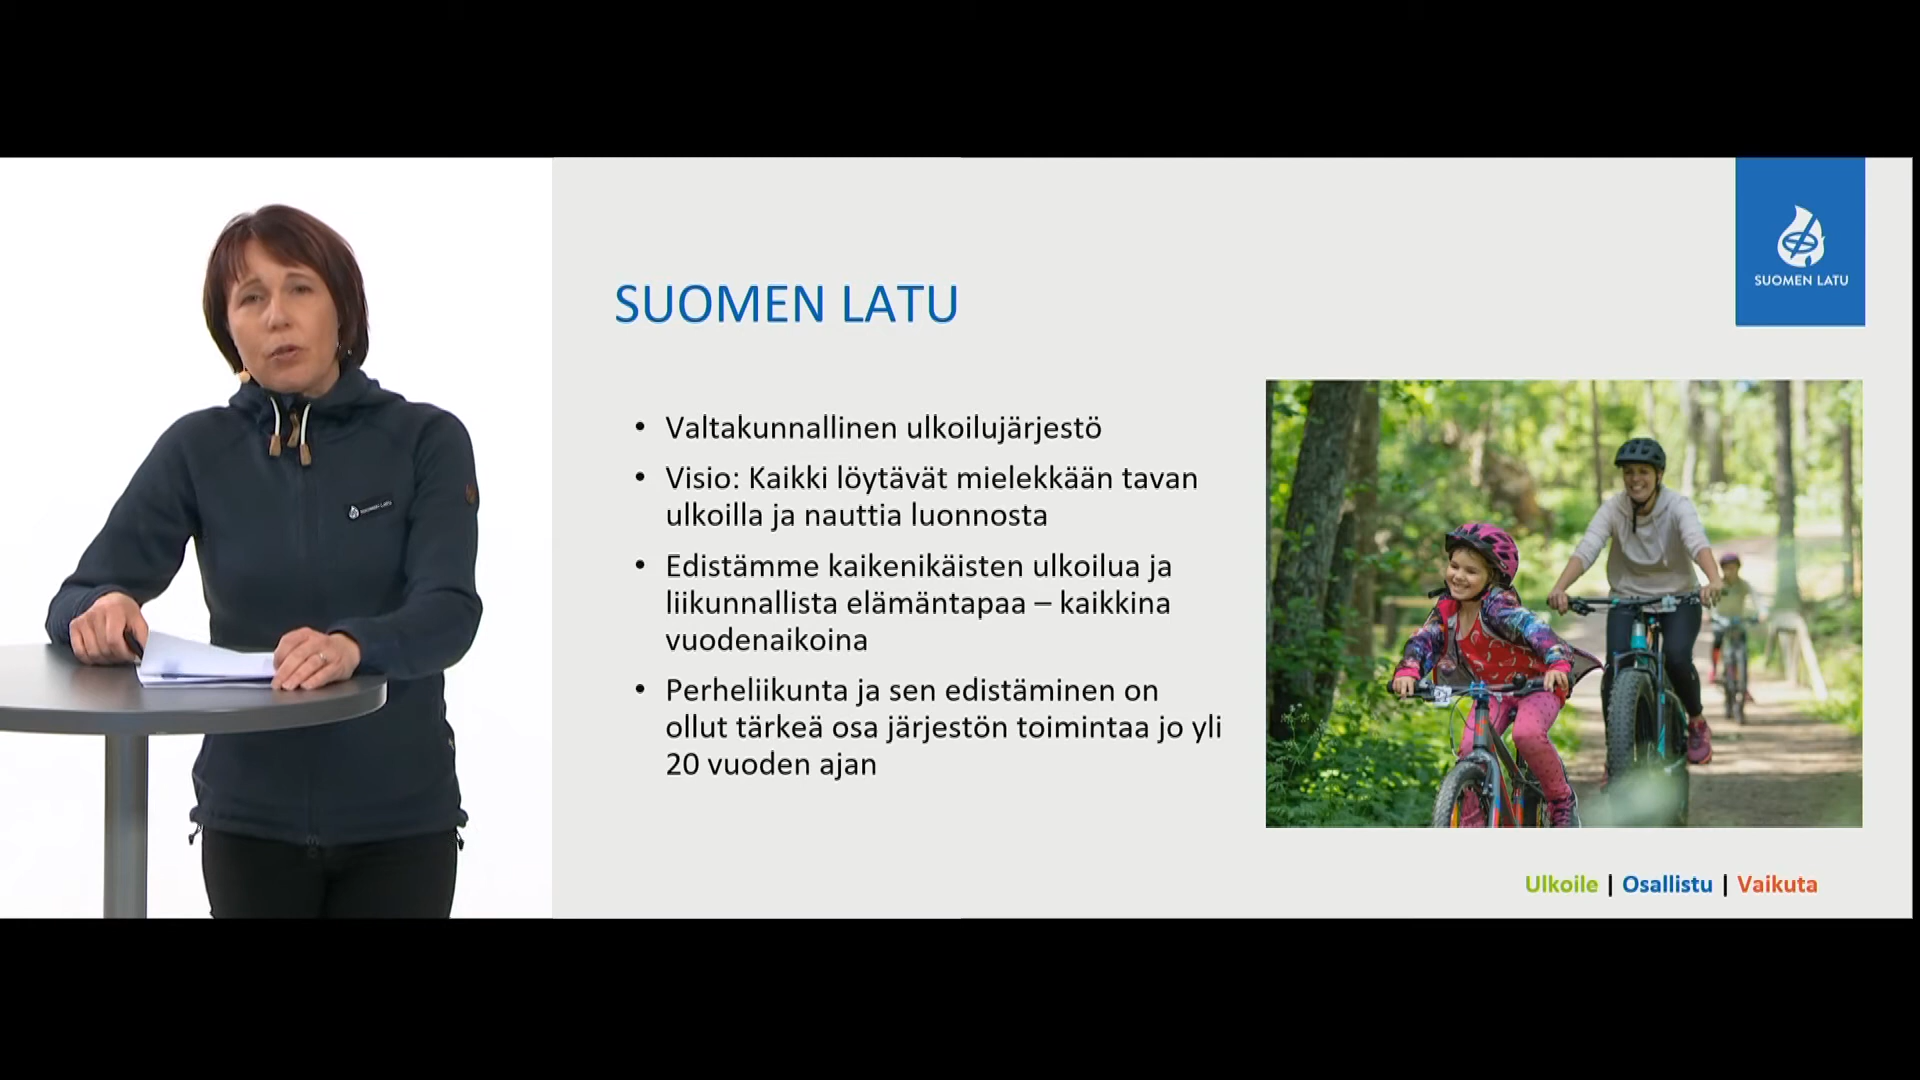 SUOMEN LATU
SUOMEN LATU
• Valtakunnallinen ulkoilujärjestö
• Visio: Kaikki löytävät mielekkään tavan
ulkoilla ja nauttia luonnosta
• Edistämme kaikenikäisten ulkoilua ja
liikunnallista elämäntapaa – kaikkina
vuodenaikoina
• Perheliikunta ja sen edistäminen on
ollut tärkeä osa järjestön toimintaa jo yli
20 vuoden ajan
SUOMEN LATU
Ulkoile | Osallistu | Vaikuta